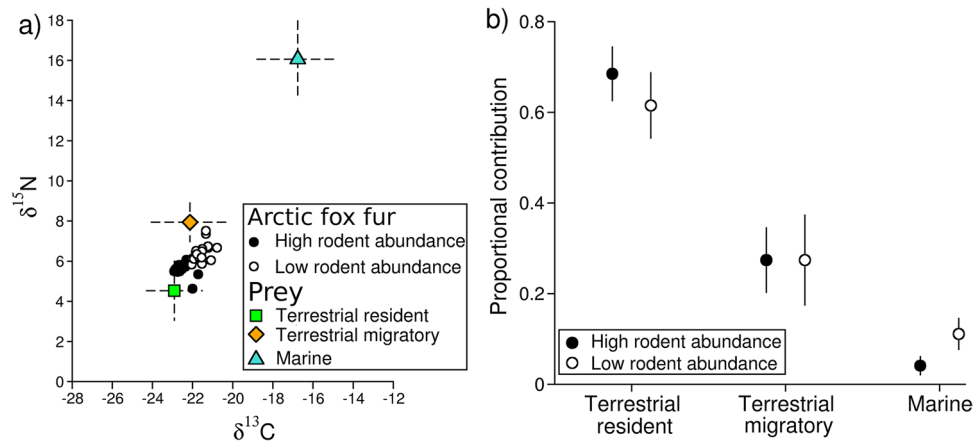 a)
18
16
14
12
10
8
6
4
2
0
δ15N
-28 -26 -24 -22 -20 -18 -16 -14 -12
δ13C
Arctic fox fur
High rodent abundance
Low rodent abundance
Prey
Terrestrial resident
Terrestrial migratory
Marine
b)
0.8
0.6
0.4
0.2
0
Proportional contribution
High rodent abundance
Low rodent abundance
Terrestrial resident
Terrestrial migratory
Marine